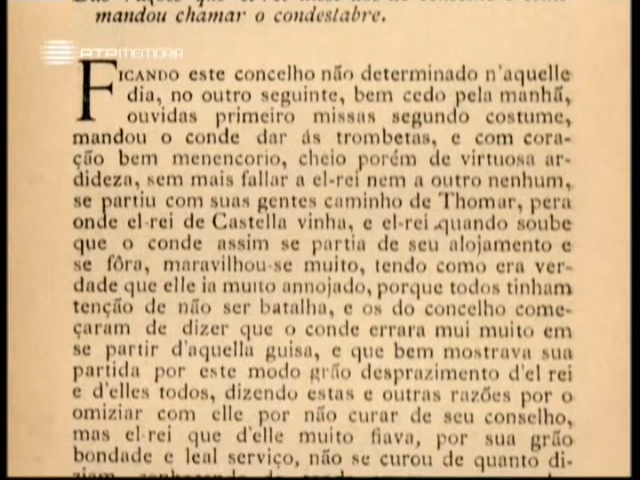 mandou chamar o condestabre.
RTP MEMORIA
FICANDO este concelho não determinado n'aquelle
dia, no outro seguinte, bem cedo pela manhã,
ouvidas primeiro missas segundo costume,
mandou o conde dar ás trombetas, e com cora-
ção bem menencorio, cheio porém de virtuosa ar-
dideza, sem mais fallar a el-rei nem a outro nenhum,
se partiu com suas gentes caminho de Thomar, pera
onde el-rei de Castella vinha, e el-rei quando soube
que o conde assim se partia de seu alojamento e
se fôra, maravilhou-se muito, tendo como era ver-
dade que elle ia muito annojado, porque todos tinham
tenção de não ser batalha, e os do concelho come-
çaram de dizer que o conde errara mui muito em
se partir d'aquella guisa, e que bem mostrava sua
partida por este modo grão desprazimento d'el rei
e d'elles todos, dizendo estas e outras razões por o
omiziar com elle por não curar de seu conselho,
mas el-rei que d'elle muito fiava, por sua grão
bondade e leal serviço, não se curou de quanto di-